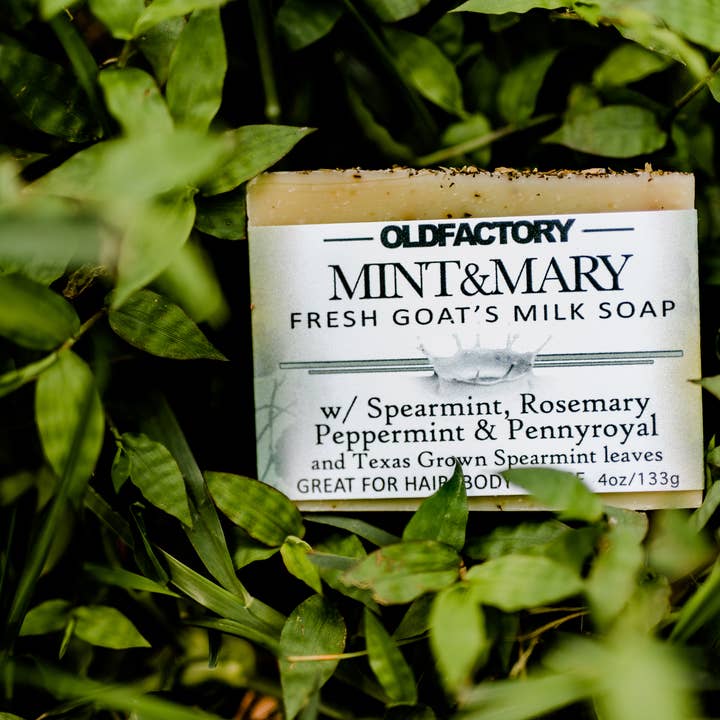 OLDFACTORY
MINT&MARY
FRESH GOAT'S MILK SOAP
w/ Spearmint, Rosemary
Peppermint & Pennyroyal
and Texas Grown Spearmint leaves
GREAT FOR HAIR BODY 4oz/133g